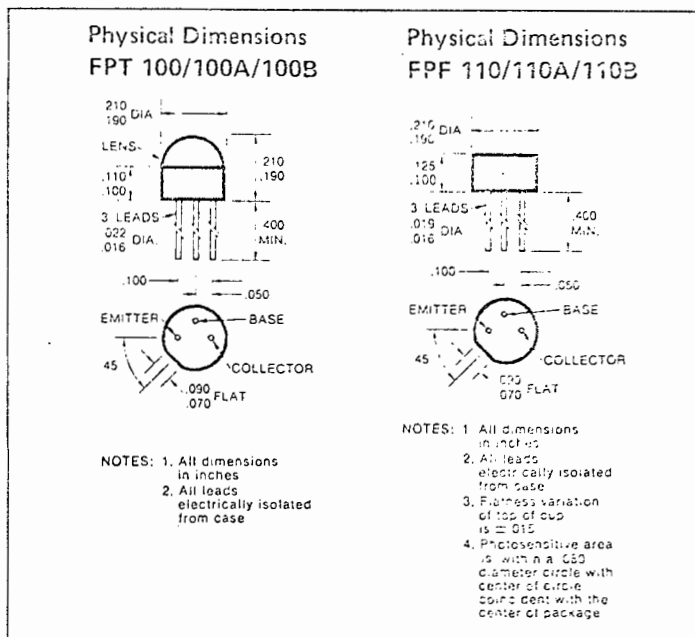 Physical Dimensions
FPT 100/100A/100B
.210
.190 DIA
LENS
.110
.100
.210
.190
3 LEADS
.022
.016 DIA.
.400
MIN.
.100
.050
EMITTER
BASE
COLLECTOR
45
.090
.070 FLAT
NOTES: 1. All dimensions
in inches
2. All leads
electrically isolated
from case
Physical Dimensions
FPF 110/110A/110B
.210
.190 DIA
.125
.100
3 LEADS
.019
.016 DIA
.400
MIN.
.100
.050
EMITTER
BASE
COLLECTOR
45
.070 FLAT
NOTES: 1 All dimensions
in inches
2. All leads
electrically isolated
from case
3. Flatness variation
of top of cup
is
4. Photosensitive area
is within a
diameter circle with
center of circle
with the
center of package